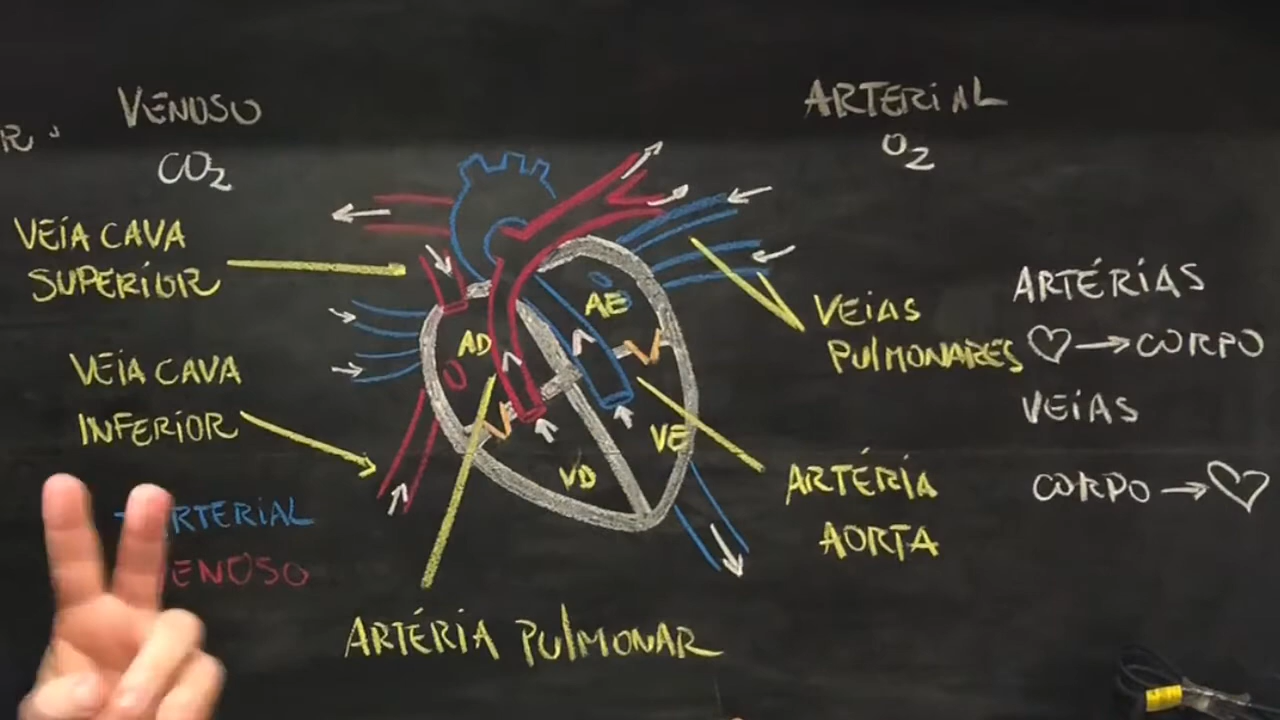 VENOSO
CO2
VEIA CAVA
SUPERIOR
VEIA CAVA
INFERIOR
ARTERIAL
O2
AD
AE
VD
VE
VEIAS
PULMONARES
ARTÉRIA
AORTA
ARTÉRIA PULMONAR
ARTÉRIAS
♡→CORPO
VEIAS
CORPO→♡